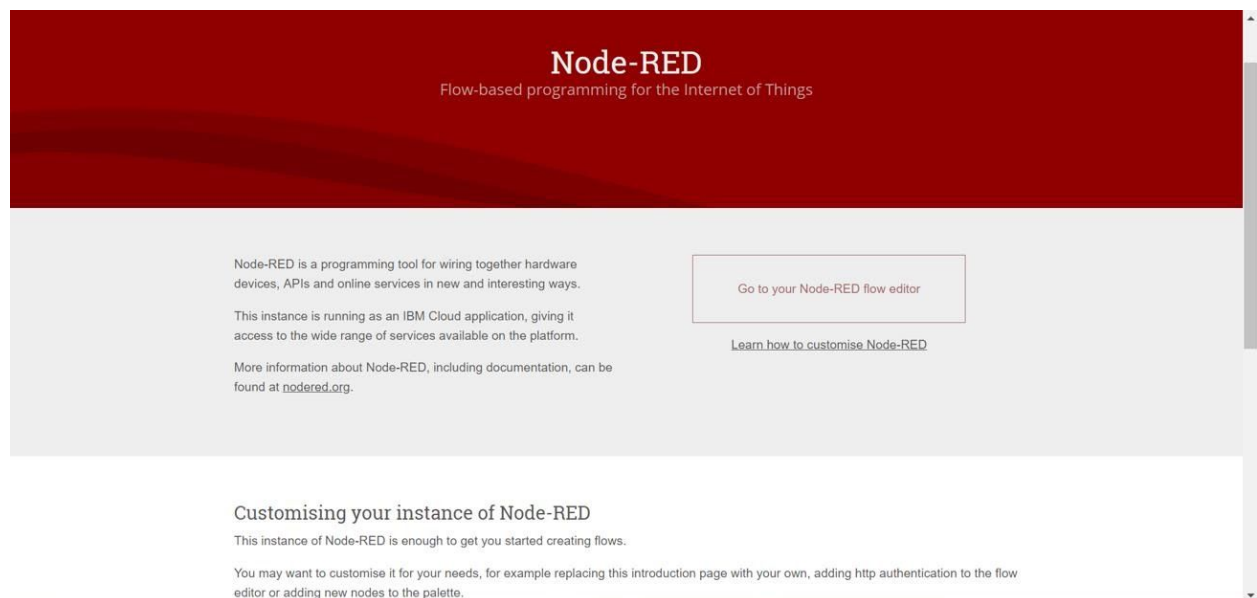 Node-RED
Flow-based programming for the Internet of Things
Node-RED is a programming tool for wiring together hardware
devices, APIs and online services in new and interesting ways.
This instance is running as an IBM Cloud application, giving it
access to the wide range of services available on the platform.
More information about Node-RED, including documentation, can be
found at nodered.org.
Go to your Node-RED flow editor
Learn how to customise Node-RED
Customising your instance of Node-RED
This instance of Node-RED is enough to get you started creating flows.
You may want to customise it for your needs, for example replacing this introduction page with your own, adding http authentication to the flow
editor or adding new nodes to the palette.